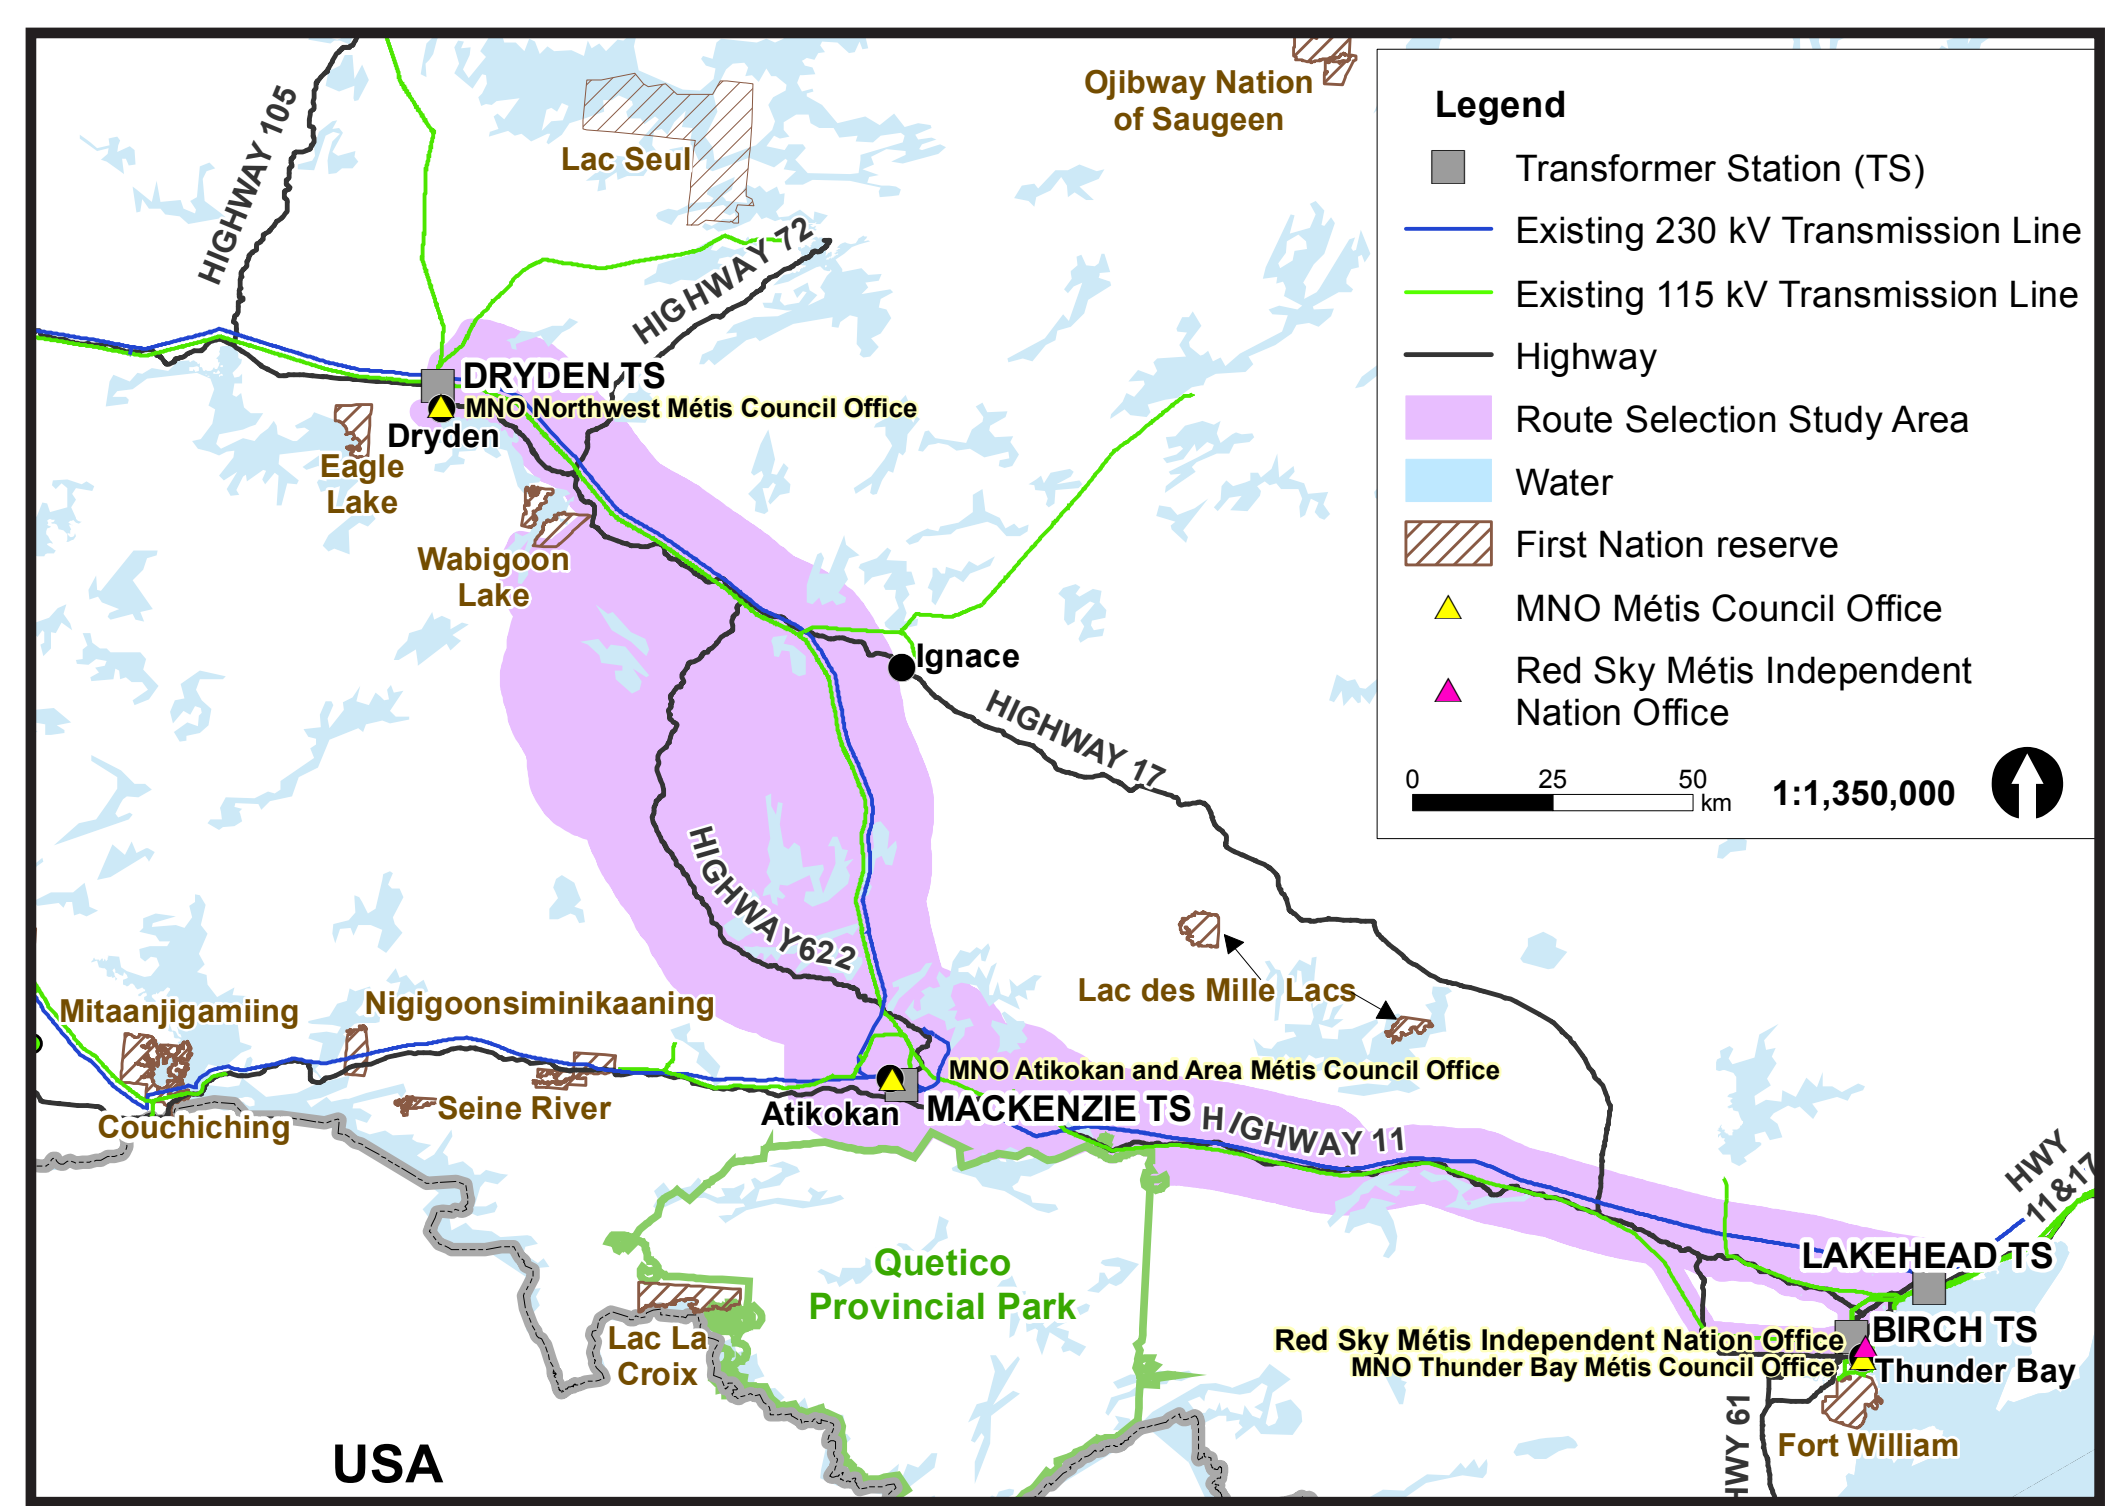 Ojibway Nation
of Saugeen
Legend
Transformer Station (TS)
Existing 230 kV Transmission Line
Existing 115 kV Transmission Line
Highway
Route Selection Study Area
Water
First Nation reserve
MNO Métis Council Office
Red Sky Métis Independent
Nation Office
0 25 50
km
1:1,350,000
HIGHWAY 105
Lac Seul
HIGHWAY 72
DRYDEN TS
MNO Northwest Métis Council Office
Dryden
Eagle
Lake
Wabigoon
Lake
Ignace
HIGHWAY 17
HIGHWAY 622
Lac des Mille Lacs
Mitaanjigamiing
Nigigoonsiminikaaning
MNO Atikokan and Area Métis Council Office
Seine River
Atikokan
MACKENZIE TS
HIGHWAY 11
Couchiching
HWY
11&17
Quetico
Provincial Park
LAKEHEAD TS
Lac La
Croix
Red Sky Métis Independent Nation Office
BIRCH TS
MNO Thunder Bay Métis Council Office
Thunder Bay
HWY 61
Fort William
USA